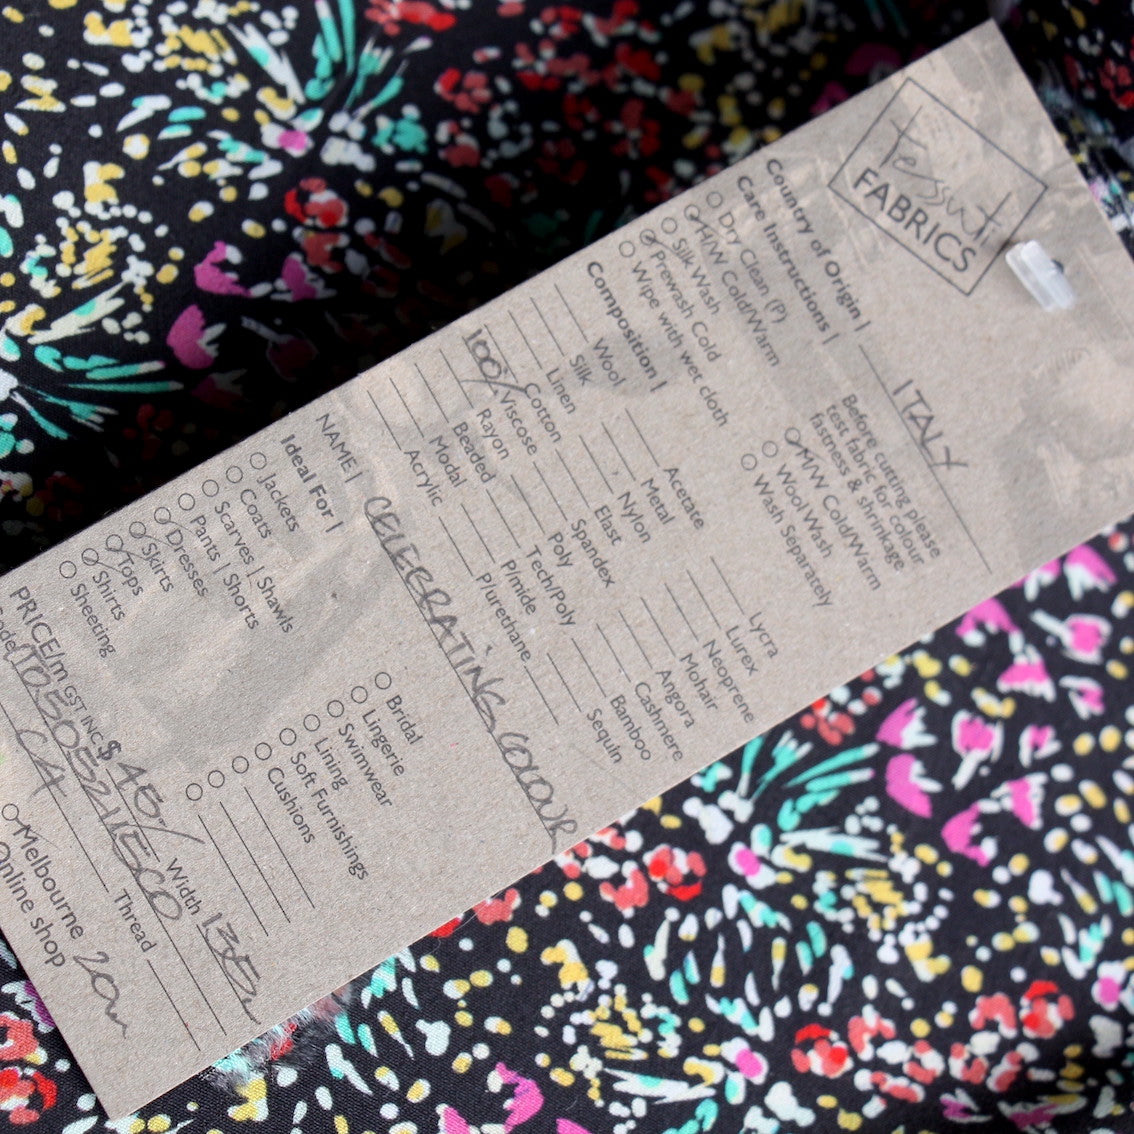 Tessuti
FABRICS
Country of Origin | ITALY
Care Instructions |
Dry Clean (P)
H/W Cold/Warm
Silk Wash
Prewash Cold
Wipe with wet cloth
Before cutting please
test fabric for colour
fastness & shrinkage
M/W Cold/Warm
Wool Wash
Wash Separately
Composition |
Wool
Silk
Linen
Cotton
100% Viscose
Rayon
Beaded
Modal
Acrylic
Acetate
Metal
Nylon
Elast
Spandex
Poly
Tech/Poly
P/mide
P/urethane
Lycra
Lurex
Neoprene
Mohair
Angora
Cashmere
Bamboo
Sequin
NAME | CELEBRATING COLOUR
Ideal For |
Jackets
Coats
Scarves | Shawls
Pants | Shorts
Dresses
Skirts
Tops
Shirts
Sheeting
Bridal
Lingerie
Swimwear
Lining
Soft Furnishings
Cushions
PRICE/m GST INC $ Width
Thread
CA
Melbourne
Online shop